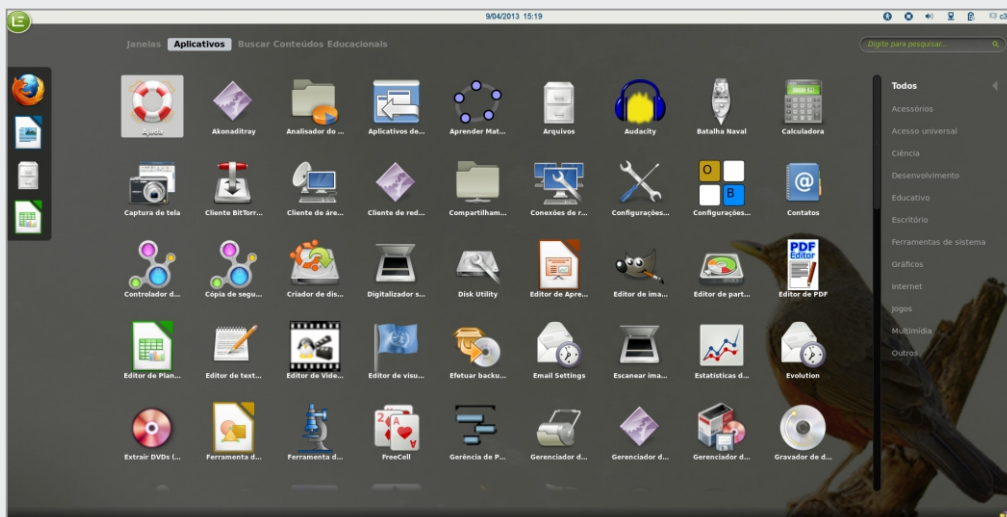 9/04/2013 15:19
Janelas Aplicativos Buscar Conteúdos Educacionais
Digite para pesquisar...
Ajuda Akonaditray Analisador do ... Aplicativos de... Aprender Mat... Arquivos Audacity Batalha Naval Calculadora
Captura de tela Cliente BitTorr... Cliente de áre... Cliente de red... Compartilham... Conexões de r... Configurações... Configurações... Contatos
Controlador d... Cópia de segu... Criador de dis... Digitalizador s... Disk Utility Editor de Apre... Editor de ima... Editor de part... Editor de PDF
Editor de Plan... Editor de text... Editor de Vide... Editor de visu... Efetuar backu... Email Settings Escanear ima... Estatísticas d... Evolution
Extrair DVDs (... Ferramenta d... Ferramenta d... FreeCell Gerência de P... Gerenciador d... Gerenciador d... Gerenciador d... Gravador de d...
O
B
@
PDF
Editor
2
A
Todos
Acessórios
Acesso universal
Ciência
Desenvolvimento
Educativo
Escritório
Ferramentas de sistema
Gráficos
Internet
Jogos
Multimídia
Outros